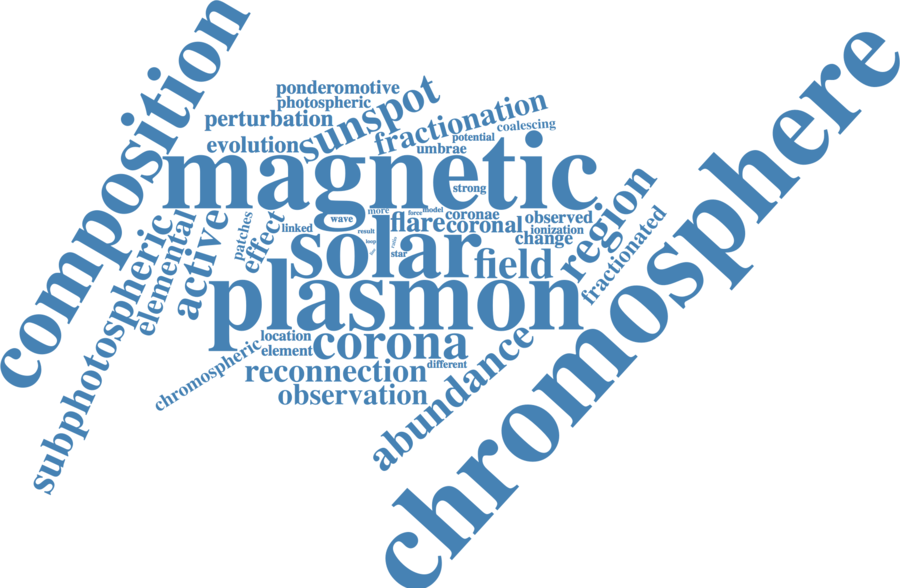 composition
ponderomotive
photospheric
perturbation
sunspot
fractionation
coalescing
potential
evolution
umbrae
magnetic
strong
subphotospheric
elemental
active
patches
effect
linked
wave
more
force
model
result
loop
flare
coronae
coronal
observed
ionization
change
region
fractionated
solar
star
field
plasmon
location
element
corona
chromospheric
reconnection
different
observation
abundance
chromosphere